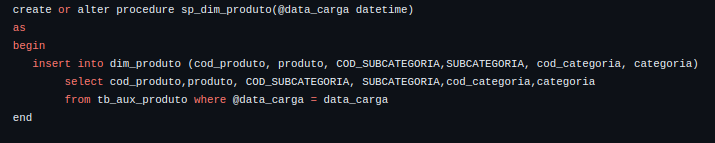 create or alter procedure sp_dim_produto(@data_carga datetime)
as
begin
insert into dim_produto (cod_produto, produto, COD_SUBCATEGORIA,SUBCATEGORIA, cod_categoria, categoria)
select cod_produto,produto, COD_SUBCATEGORIA, SUBCATEGORIA,cod_categoria,categoria
from tb_aux_produto where @data_carga = data_carga
end